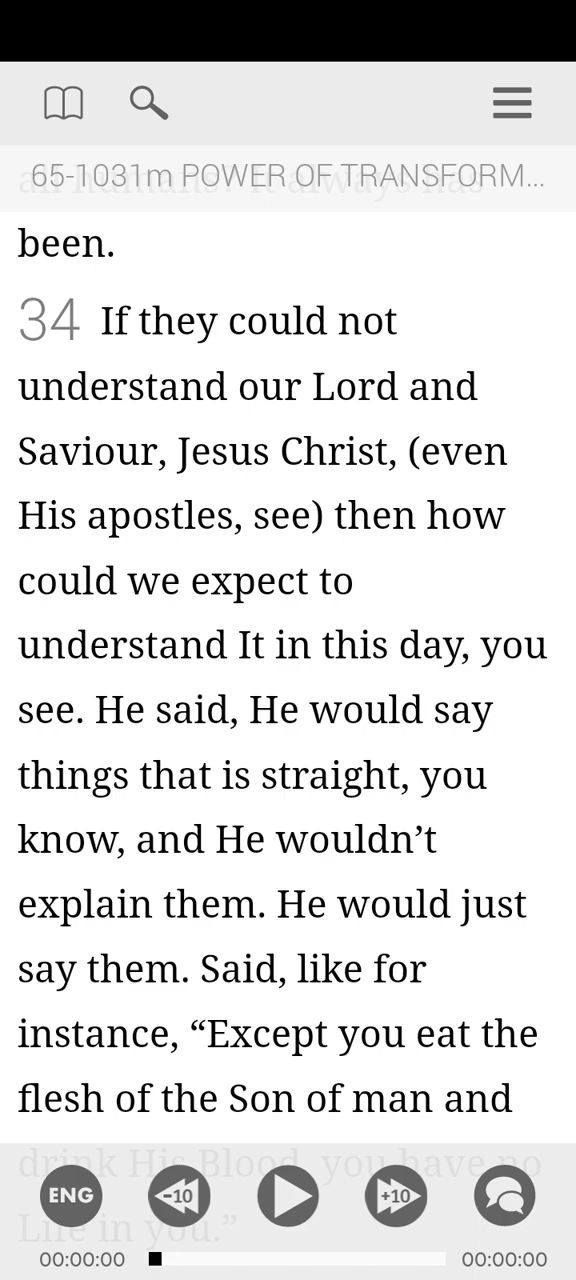 65-1031m POWER OF TRANSFORM...
been.
34 If they could not
understand our Lord and
Saviour, Jesus Christ, (even
His apostles, see) then how
could we expect to
understand It in this day, you
see. He said, He would say
things that is straight, you
know, and He wouldn’t
explain them. He would just
say them. Said, like for
instance, “Except you eat the
flesh of the Son of man and
drink His Blood, you have no
Life in you.”
ENG -10 +10
00:00:00 00:00:00